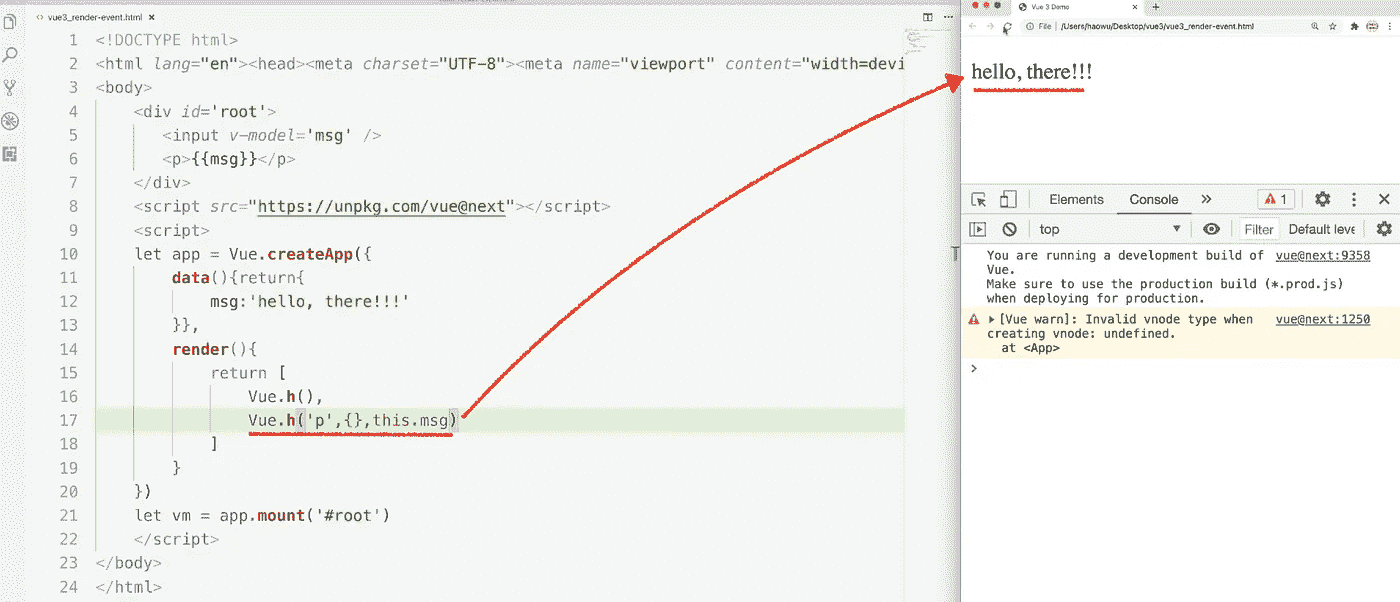 vue3_render-event.html ×
1 <!DOCTYPE html>
2 <html lang="en"><head><meta charset="UTF-8"><meta name="viewport" content="width=devi
3 <body>
4 <div id='root'>
5 <input v-model='msg' />
6 <p>{{msg}}</p>
7 </div>
8 <script src="https://unpkg.com/vue@next"></script>
9 <script>
10 let app = Vue.createApp({
11 data(){return{
12 msg:'hello, there!!!'
13 }},
14 render(){
15 return [
16 Vue.h(),
17 Vue.h('p',{},this.msg)
18 ]
19 }
20 })
21 let vm = app.mount('#root')
22 </script>
23 </body>
24 </html>
Vue 3 Demo
File | /Users/haowu/Desktop/vue3/vue3_render-event.html
hello, there!!!
Elements Console 1
top Filter Default leve
You are running a development build of vue@next:9358
Vue.
Make sure to use the production build (*.prod.js)
when deploying for production.
[Vue warn]: Invalid vnode type when vue@next:1250
creating vnode: undefined.
at <App>